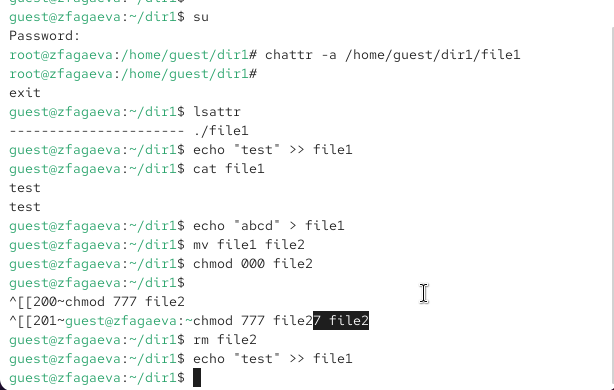 guest@zfagaeva:~/dir1$ su
Password:
root@zfagaeva:/home/guest/dir1# chattr -a /home/guest/dir1/file1
root@zfagaeva:/home/guest/dir1#
exit
guest@zfagaeva:~/dir1$ lsattr
---------------------- ./file1
guest@zfagaeva:~/dir1$ echo "test" >> file1
guest@zfagaeva:~/dir1$ cat file1
test
test
guest@zfagaeva:~/dir1$ echo "abcd" > file1
guest@zfagaeva:~/dir1$ mv file1 file2
guest@zfagaeva:~/dir1$ chmod 000 file2
guest@zfagaeva:~/dir1$
^[[200~chmod 777 file2
^[[201~guest@zfagaeva:~chmod 777 file27 file2
guest@zfagaeva:~/dir1$ rm file2
guest@zfagaeva:~/dir1$ echo "test" >> file1
guest@zfagaeva:~/dir1$